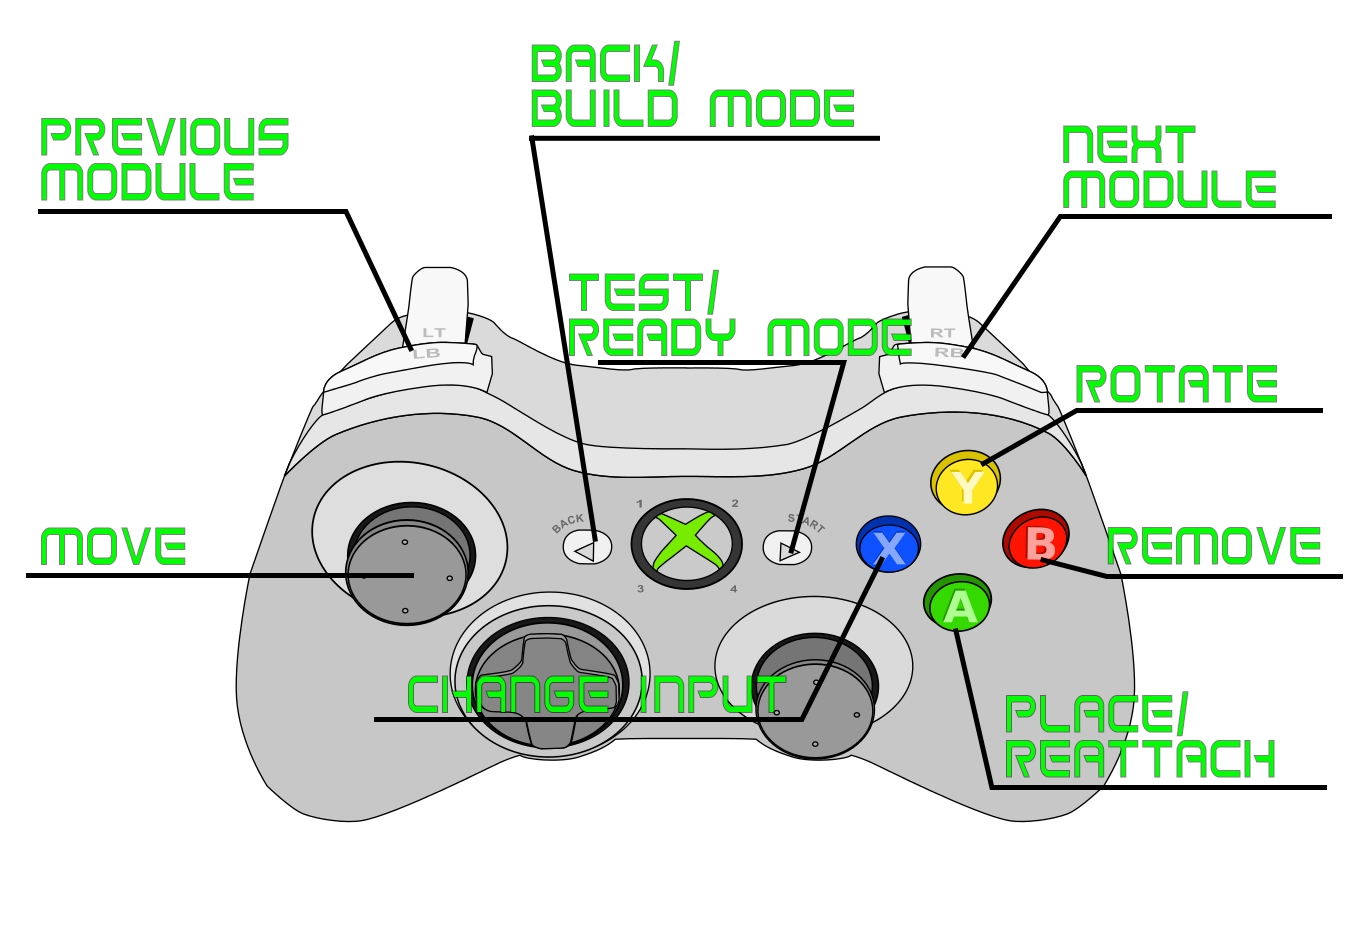 BACK/
BUILD MODE
PREVIOUS
MODULE
NEXT
MODULE
TEST/
READY MODE
LT
LB
RT
RB
ROTATE
Y
1
2
BACK
START
MOVE
X
B
REMOVE
3
4
A
CHANGE INPUT
PLACE/
REATTACH